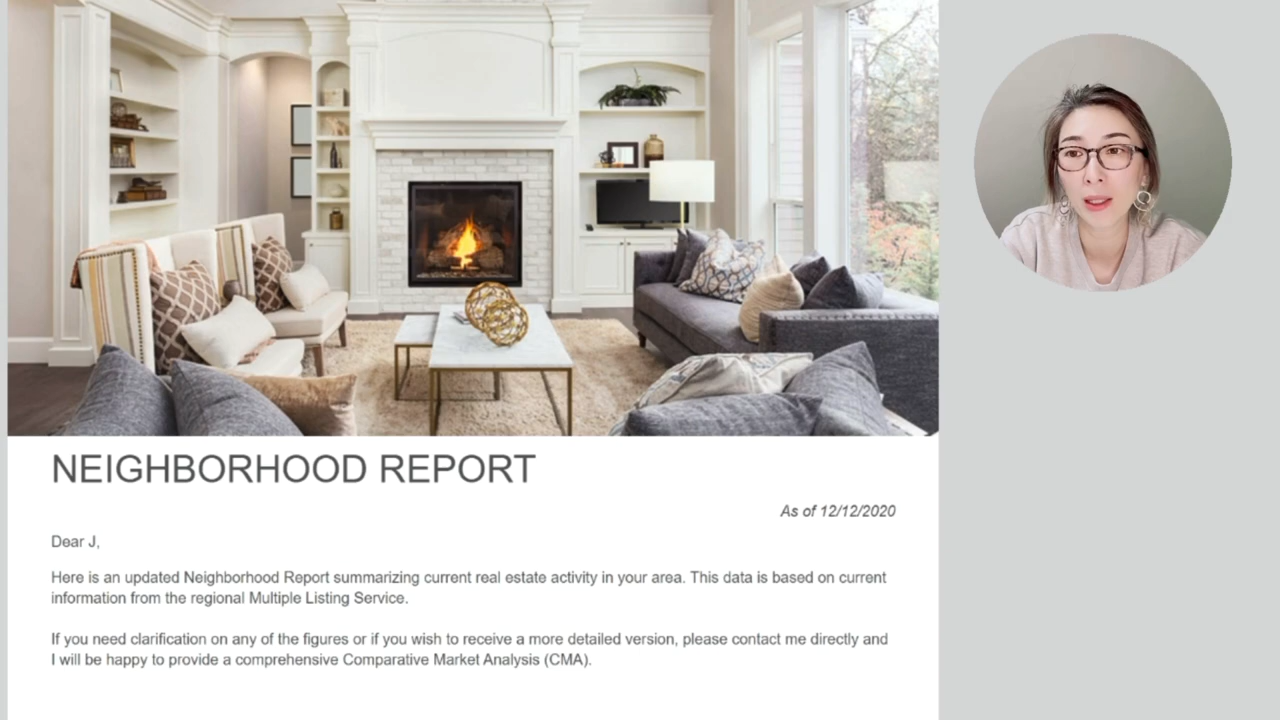 NEIGHBORHOOD REPORT
As of 12/12/2020
Dear J,
Here is an updated Neighborhood Report summarizing current real estate activity in your area. This data is based on current
information from the regional Multiple Listing Service.
If you need clarification on any of the figures or if you wish to receive a more detailed version, please contact me directly and
I will be happy to provide a comprehensive Comparative Market Analysis (CMA).